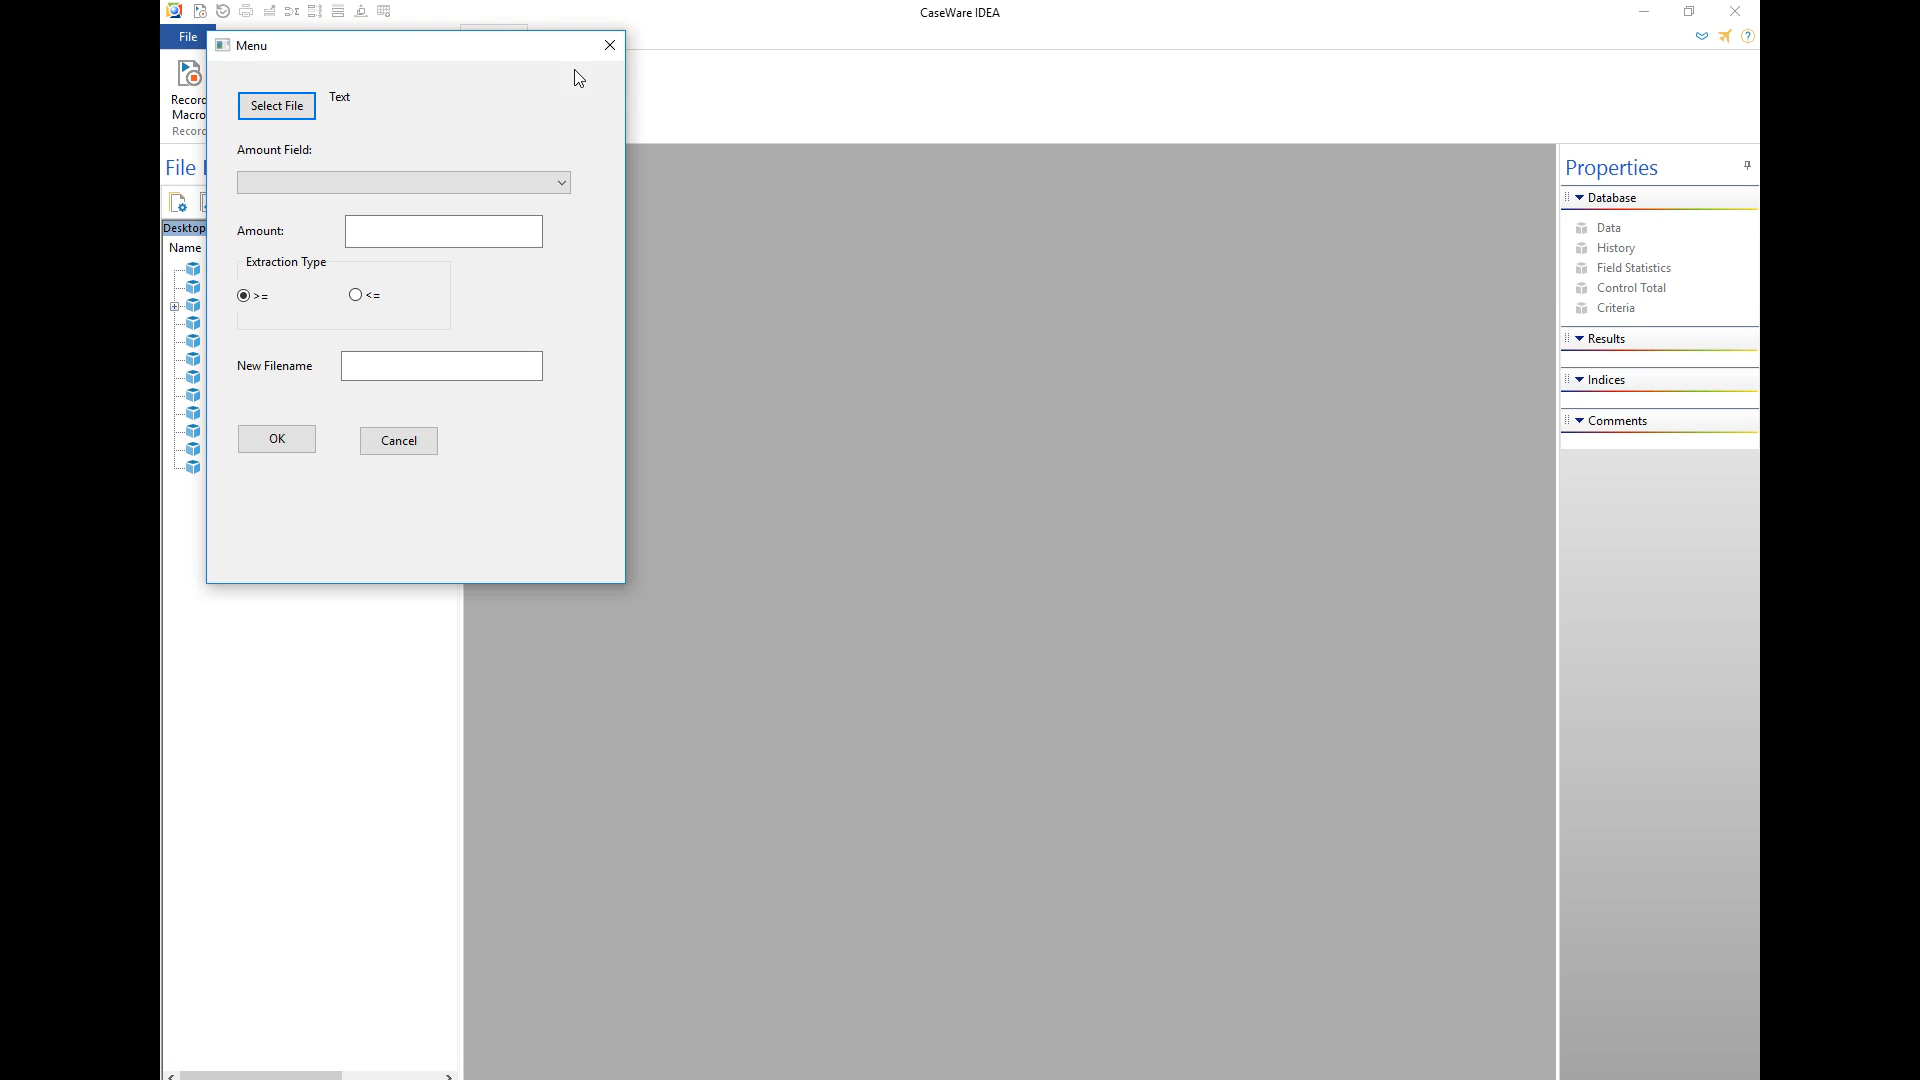 CaseWare IDEA
File
Menu
Record
Macro
Record
Select File
Text
Amount Field:
Amount:
Extraction Type
>=
<=
New Filename
OK
Cancel
File
Desktop
Name
Properties
Database
Data
History
Field Statistics
Control Total
Criteria
Results
Indices
Comments